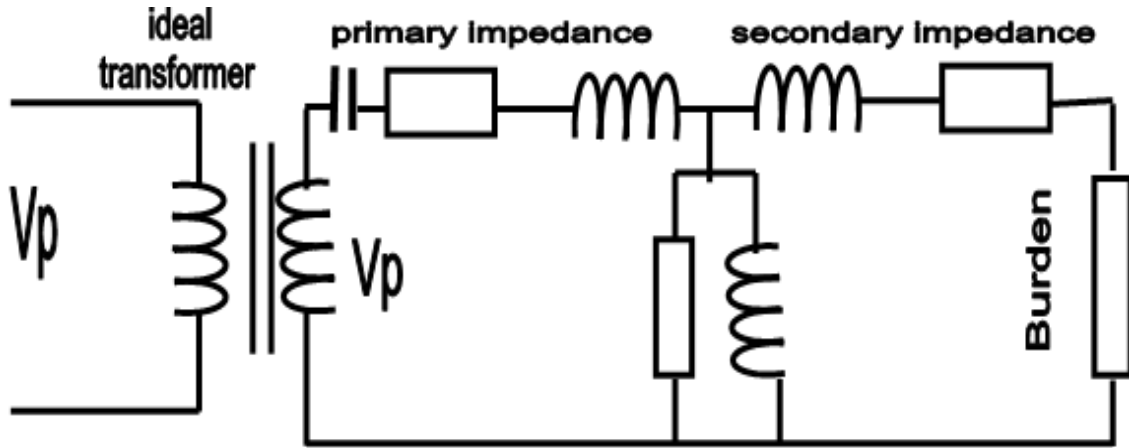 ideal
transformer
primary impedance
secondary impedance
Vp
Vp
Burden